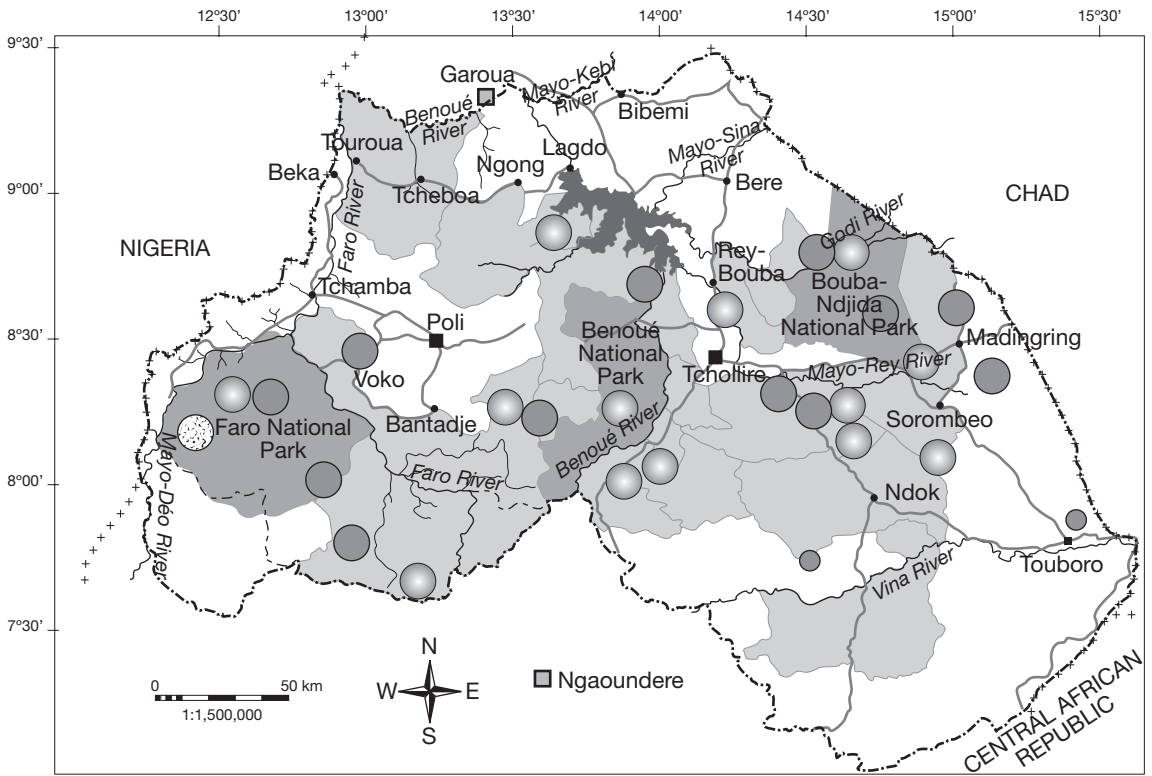 12°30' 13°00' 13°30' 14°00' 14°30' 15°00' 15°30'
9°30'
9°00'
8°30'
8°00'
7°30'
Garoua
Mayo-Kebi
River
Benoué
River
Bibemi
Touroua
Lagdo
Mayo-Sina
River
Beka
Ngong
Bere
Tcheboa
CHAD
Faro River
Godi River
NIGERIA
Rey-
Bouba
Tchamba
Bouba-
Ndjida
National Park
Poli
Benoué
National
Park
Madingring
Voko
Tchollire
Mayo-Rey River
Bantadje
Sorombeo
Faro National
Park
Benoué River
Mayo-Déo River
Faro River
Ndok
Touboro
Vina River
N
W E
S
Ngaoundere
0 50 km
1:1,500,000
CENTRAL AFRICAN
REPUBLIC